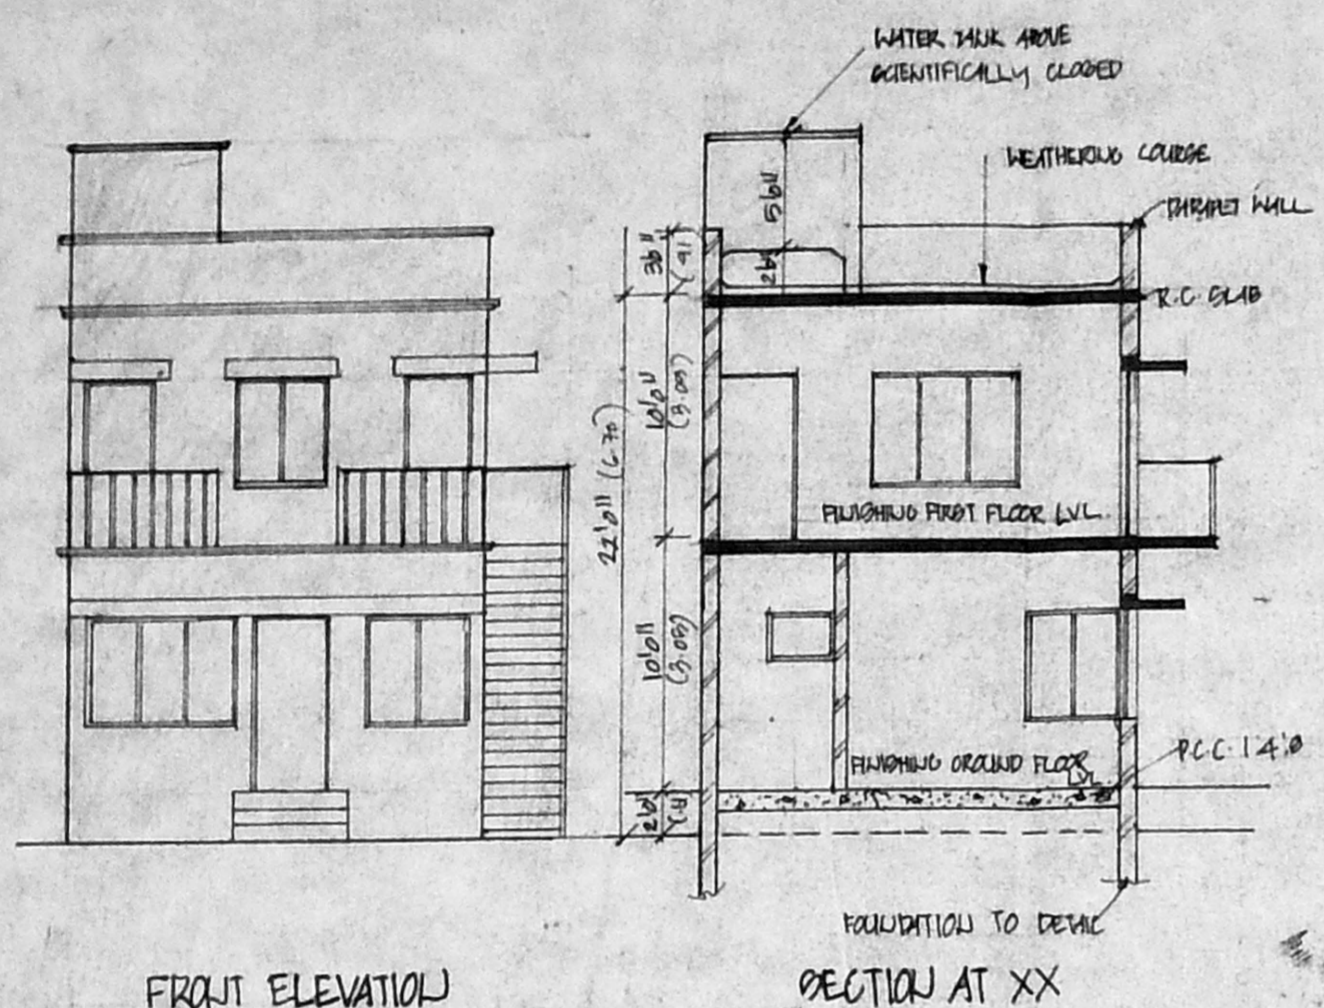 WATER TANK ABOVE
SCIENTIFICALLY CLOSED
WEATHERING COURSE
PARAPET WALL
5'6"
3'6"
2'6"
R.C. SLAB
10'0"
(3.05)
22'0" (6.70)
FINISHING FIRST FLOOR LVL.
10'0"
(3.05)
FINISHING GROUND FLOOR
LVL
P.C.C. 1:4:8
2'0"
FOUNDATION TO DETAIL
FRONT ELEVATION
SECTION AT XX